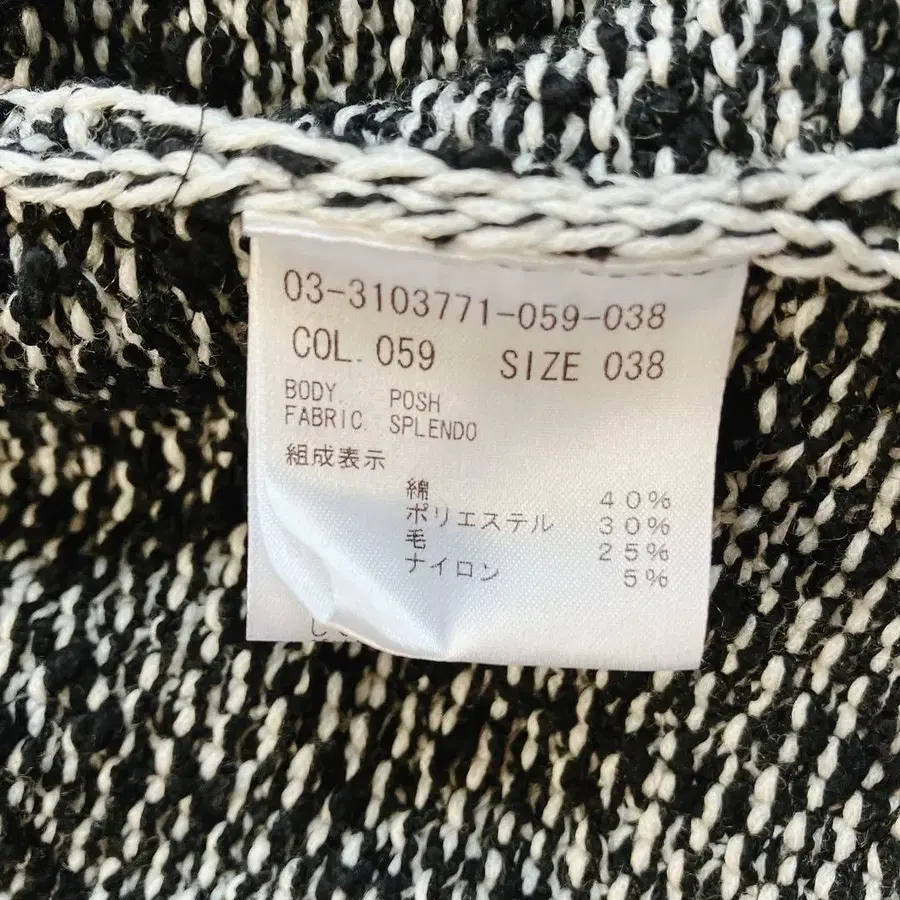 03-3103771-059-038
COL. 059 SIZE 038
BODY. POSH
FABRIC. SPLENDO
組成表示
綿 40%
ポリエステル 30%
毛 25%
ナイロン 5%